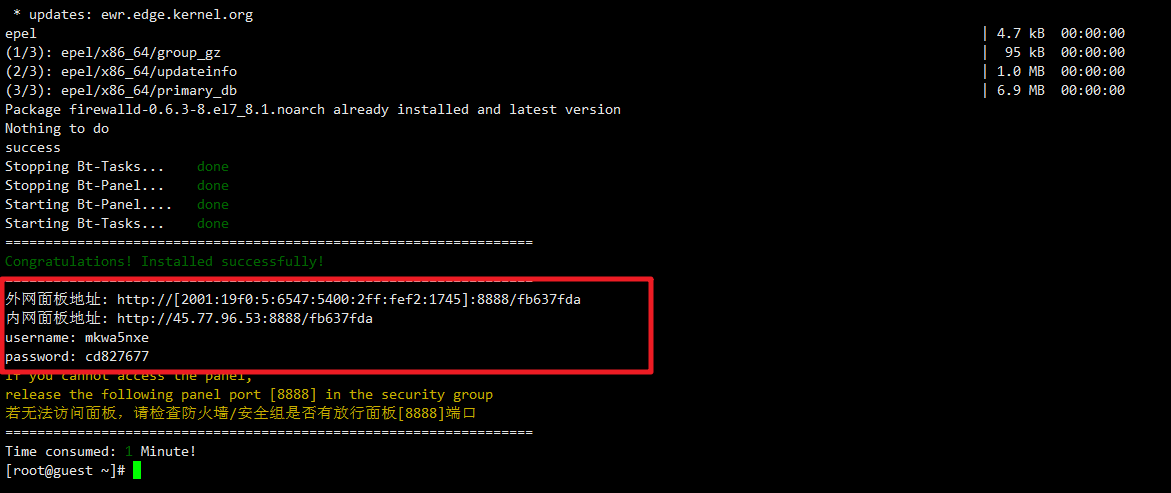 * updates: ewr.edge.kernel.org
epel | 4.7 kB 00:00:00
(1/3): epel/x86_64/group_gz | 95 kB 00:00:00
(2/3): epel/x86_64/updateinfo | 1.0 MB 00:00:00
(3/3): epel/x86_64/primary_db | 6.9 MB 00:00:00
Package firewalld-0.6.3-8.el7_8.1.noarch already installed and latest version
Nothing to do
success
Stopping Bt-Tasks... done
Stopping Bt-Panel... done
Starting Bt-Panel.... done
Starting Bt-Tasks... done
==================================================================
Congratulations! Installed successfully!
==================================================================
外网面板地址: http://[2001:19f0:5:6547:5400:2ff:fef2:1745]:8888/fb637fda
内网面板地址: http://45.77.96.53:8888/fb637fda
username: mkwa5nxe
password: cd827677
If you cannot access the panel,
release the following panel port [8888] in the security group
若无法访问面板，请检查防火墙/安全组是否有放行面板[8888]端口
==================================================================
Time consumed: 1 Minute!
[root@guest ~]#